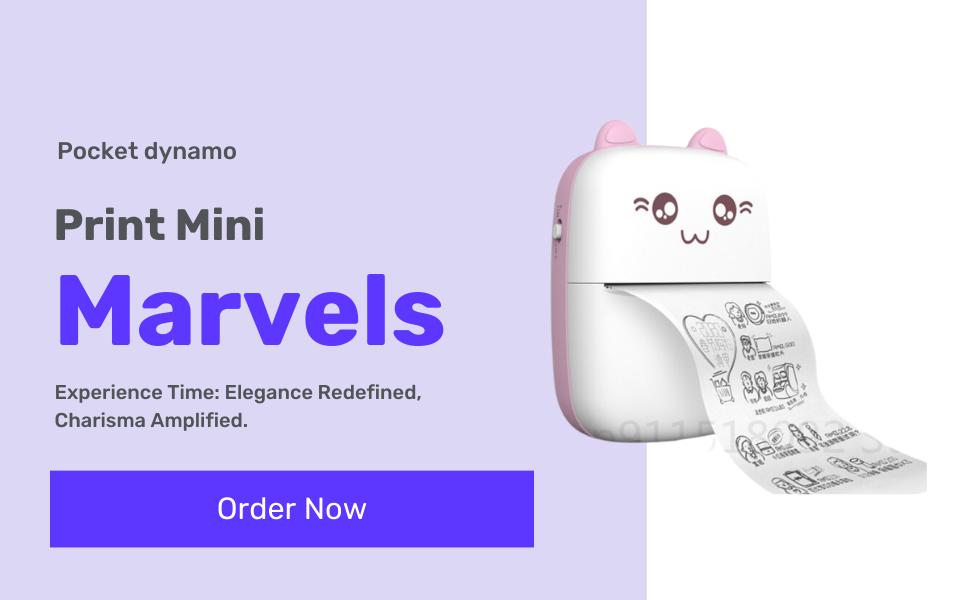 Pocket dynamo
Print Mini
Marvels
Experience Time: Elegance Redefined,
Charisma Amplified.
Order Now